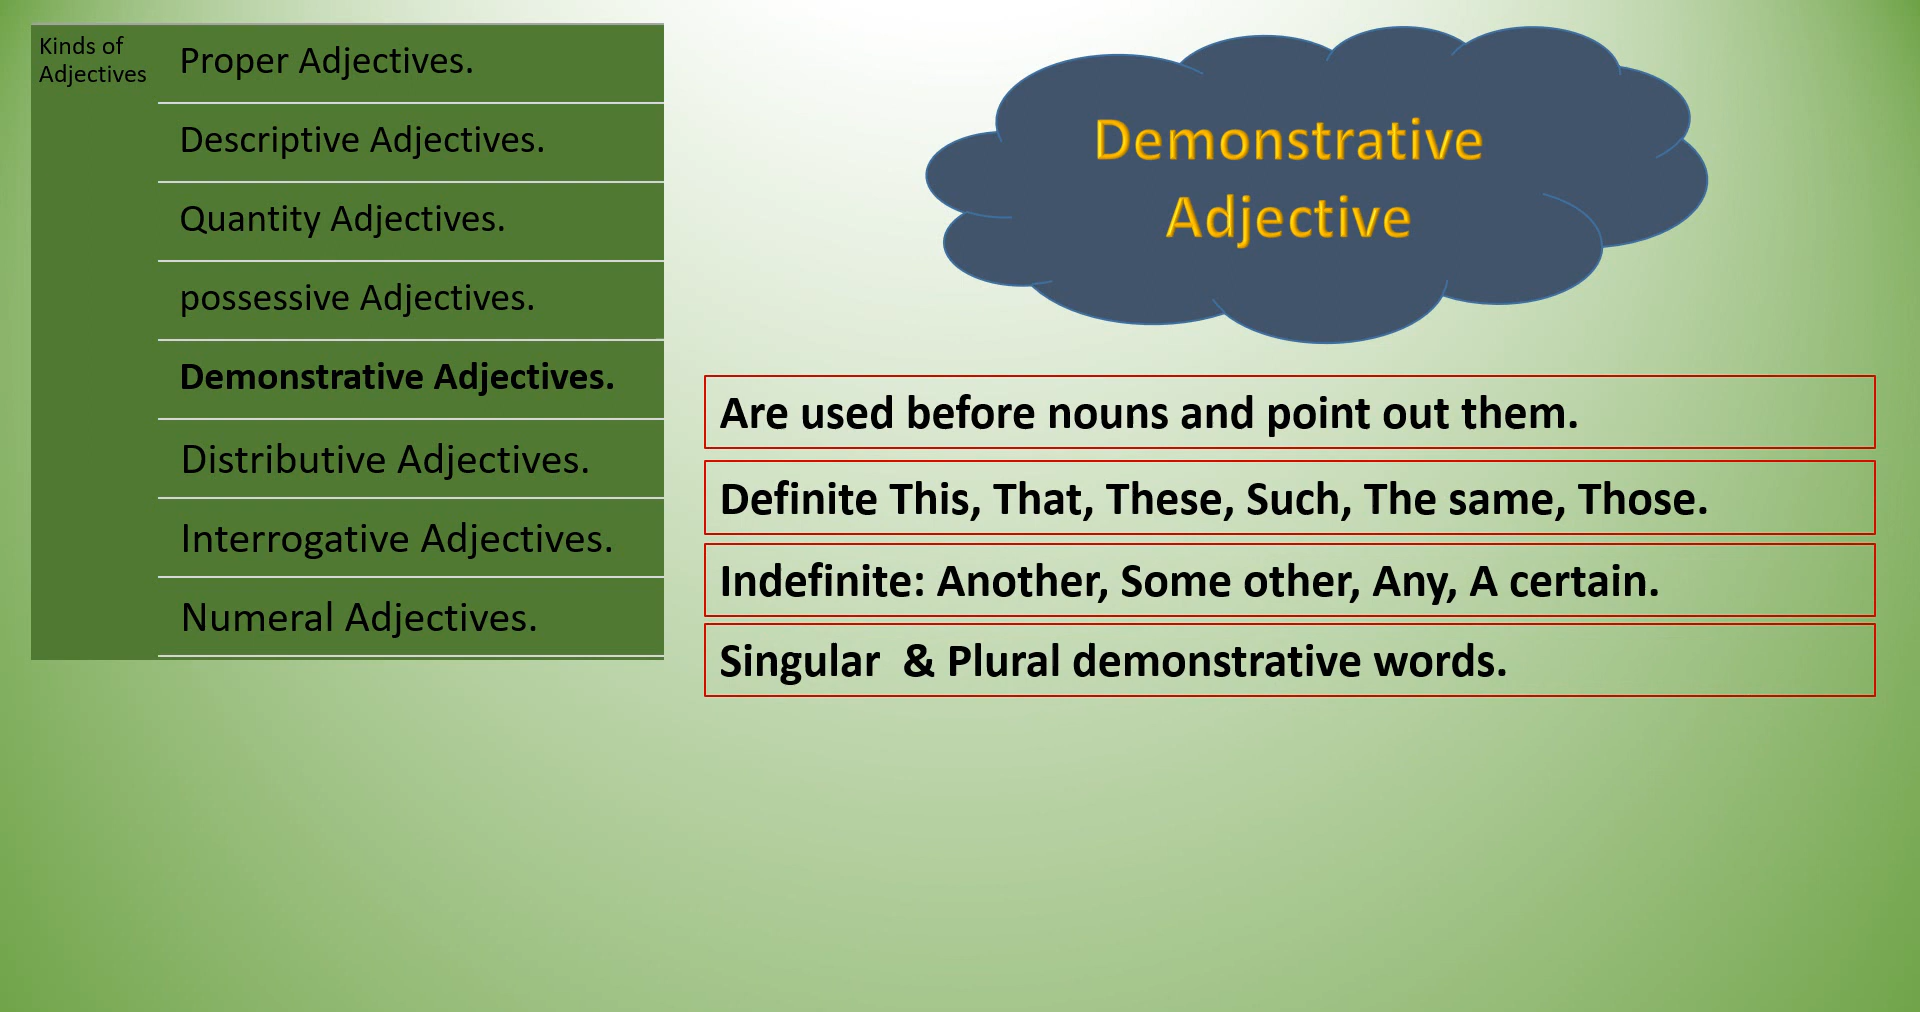 Kinds of
Adjectives
Proper Adjectives.
Descriptive Adjectives.
Quantity Adjectives.
possessive Adjectives.
Demonstrative Adjectives.
Distributive Adjectives.
Interrogative Adjectives.
Numeral Adjectives.
Demonstrative
Adjective
Are used before nouns and point out them.
Definite This, That, These, Such, The same, Those.
Indefinite: Another, Some other, Any, A certain.
Singular  & Plural demonstrative words.